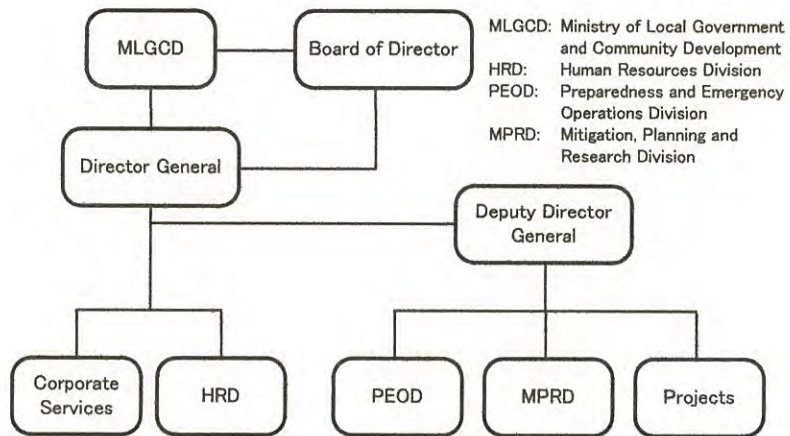 MLGCD
Board of Director
MLGCD: Ministry of Local Government
and Community Development
HRD: Human Resources Division
PEOD: Preparedness and Emergency
Operations Division
MPRD: Mitigation, Planning and
Research Division
Director General
Deputy Director
General
Corporate
Services
HRD
PEOD
MPRD
Projects